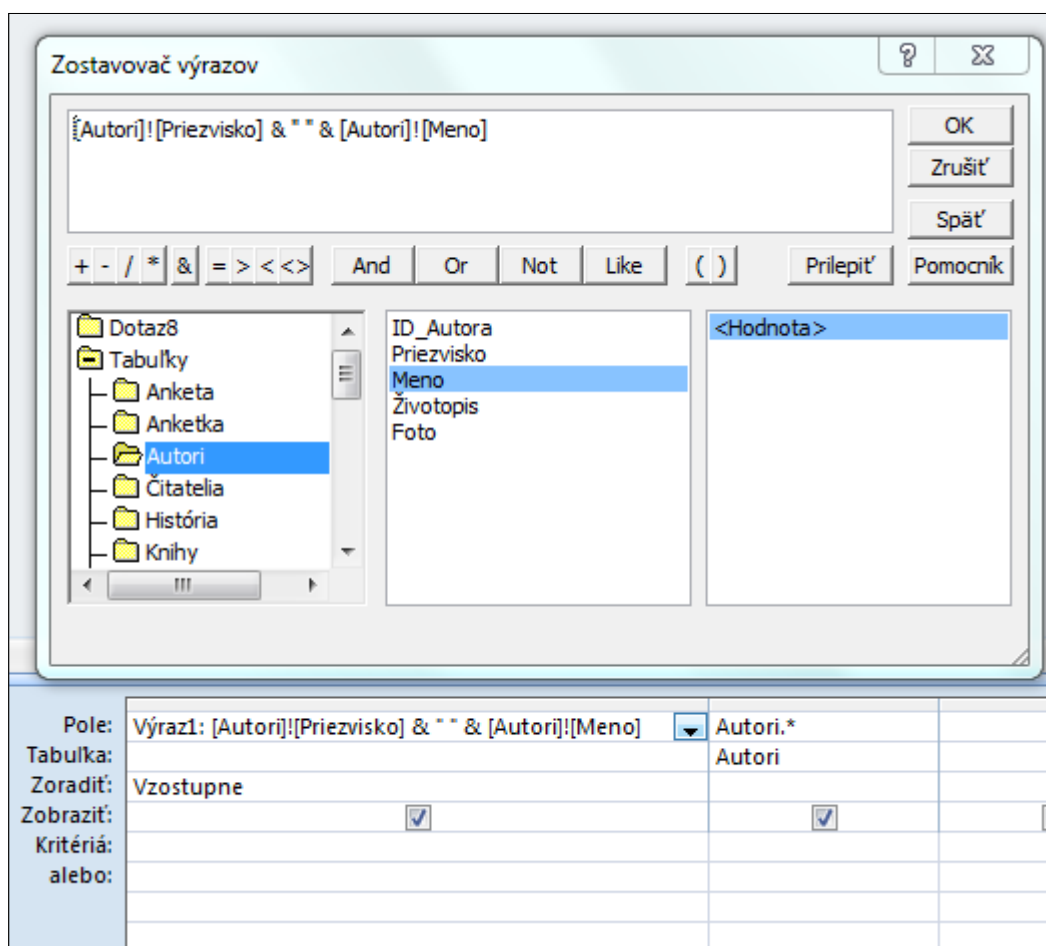 Zostavovač výrazov
[Autori]![Priezvisko] & " " & [Autori]![Meno]
OK
Zrušiť
Späť
+ - / * & = > < <> And Or Not Like ( ) Prilepiť Pomocník
Dotaz8
Tabuľky
Anketa
Anketka
Autori
Čitatelia
História
Knihy
ID_Autora
Priezvisko
Meno
Životopis
Foto
<Hodnota>
Pole: Výraz1: [Autori]![Priezvisko] & " " & [Autori]![Meno] Autori.*
Tabuľka: Autori
Zoradiť: Vzostupne
Zobraziť:
Kritériá:
alebo: